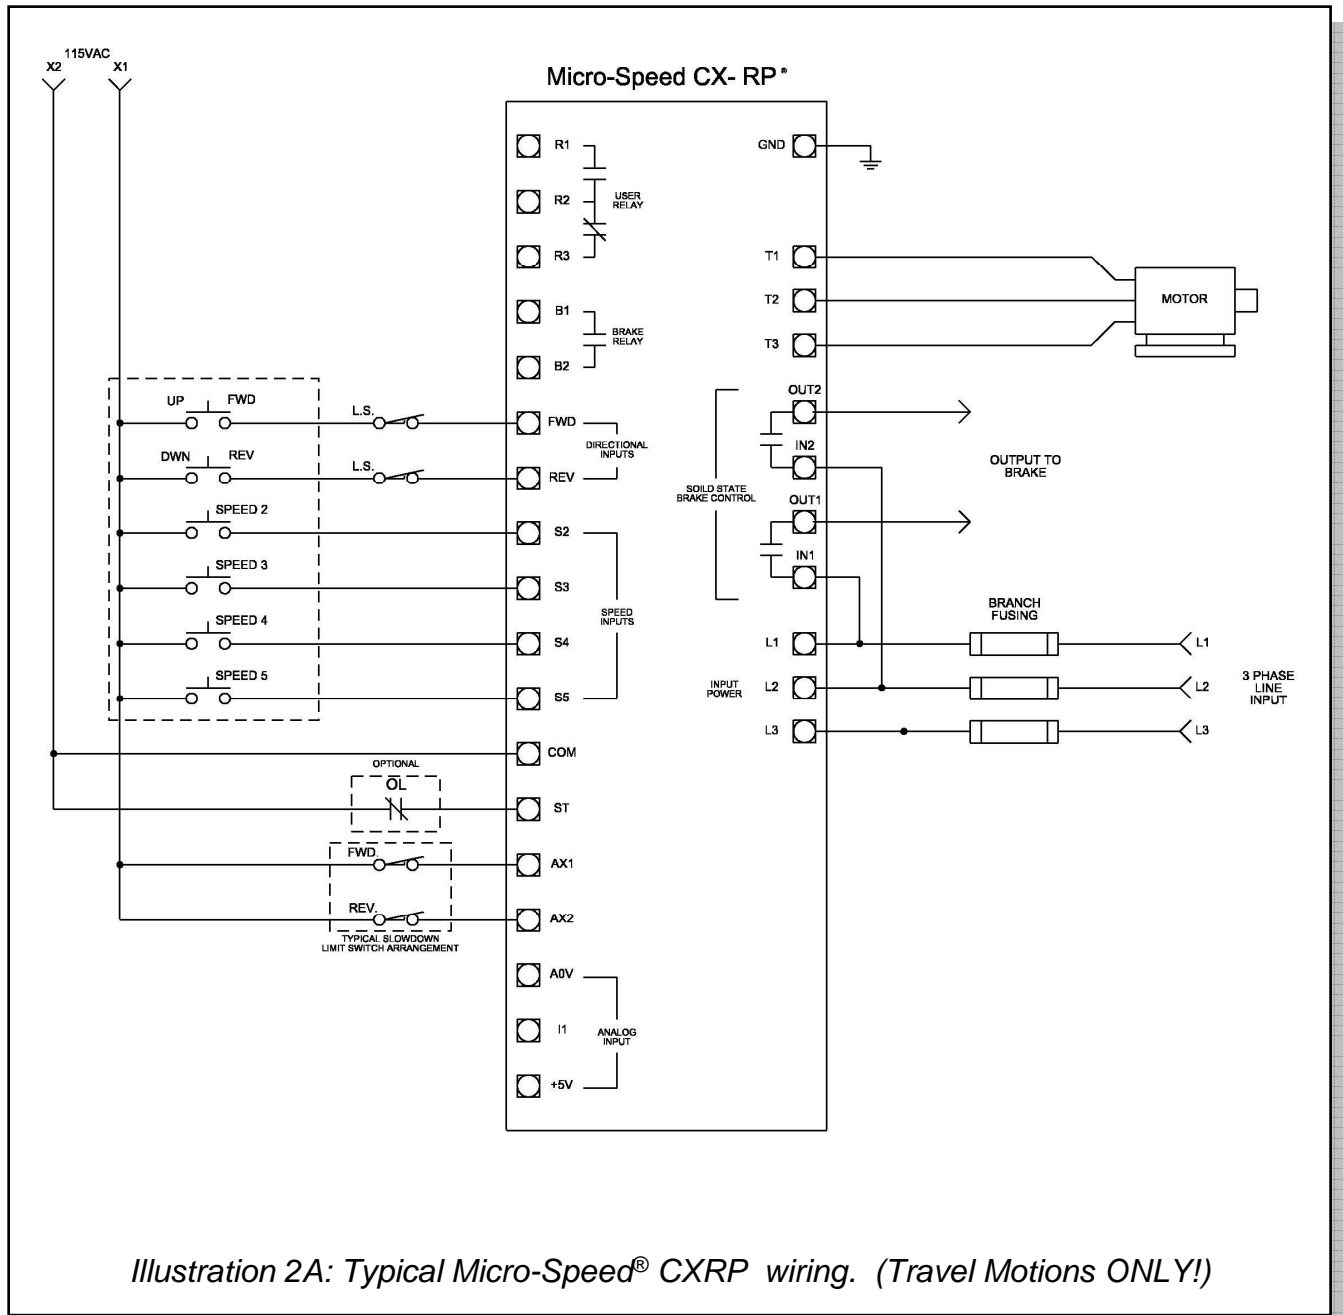 115VAC
X2 X1
Micro-Speed CX- RP®
R1
R2
R3
USER
RELAY
B1
B2
BRAKE
RELAY
UP FWD
L.S.
FWD
DWN REV
L.S.
REV
DIRECTIONAL
INPUTS
SPEED 2
S2
SPEED 3
S3
SPEED 4
S4
SPEED 5
S5
SPEED
INPUTS
COM
OPTIONAL
OL
ST
FWD.
AX1
REV.
AX2
TYPICAL SLOWDOWN
LIMIT SWITCH ARRANGEMENT
A0V
I1
+5V
ANALOG
INPUT
GND
T1
T2
T3
MOTOR
OUT2
IN2
OUT1
IN1
SOILD STATE
BRAKE CONTROL
OUTPUT TO
BRAKE
BRANCH
FUSING
L1
L2
L3
INPUT
POWER
L1
L2
L3
3 PHASE
LINE
INPUT
Illustration 2A: Typical Micro-Speed® CXRP wiring. (Travel Motions ONLY!)